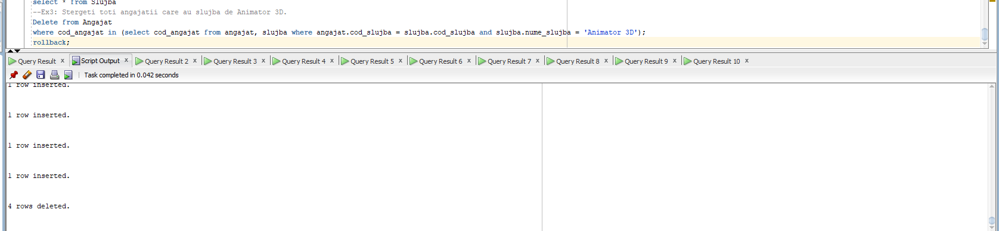 select * from Slujba
--Ex3: Stergeti toti angajatii care au slujba de Animator 3D.
Delete from Angajat
where cod_angajat in (select cod_angajat from angajat, slujba where angajat.cod_slujba = slujba.cod_slujba and slujba.nume_slujba = 'Animator 3D');
rollback;
Query Result x Script Output x Query Result 2 x Query Result 3 x Query Result 4 x Query Result 5 x Query Result 6 x Query Result 7 x Query Result 8 x Query Result 9 x Query Result 10 x
Task completed in 0.042 seconds
1 row inserted.
1 row inserted.
1 row inserted.
1 row inserted.
4 rows deleted.